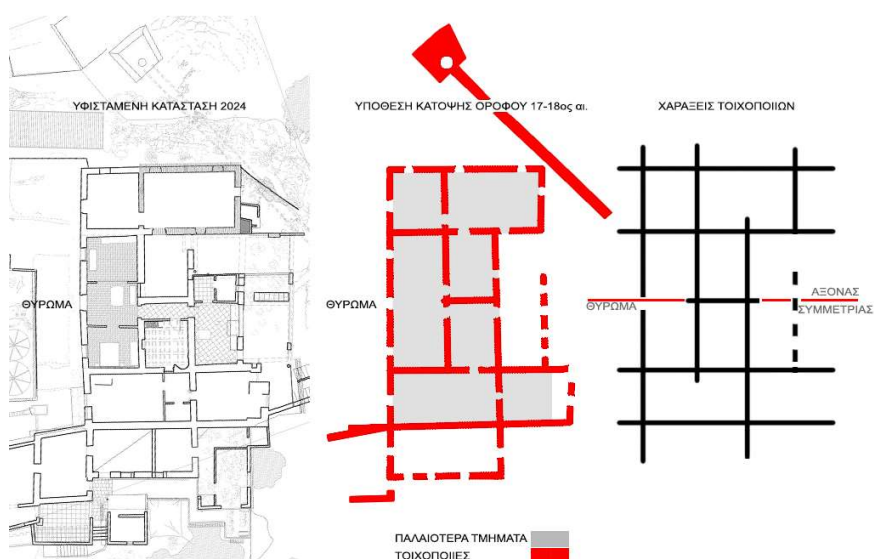 ΥΦΙΣΤΑΜΕΝΗ ΚΑΤΑΣΤΑΣΗ 2024
ΥΠΟΘΕΣΗ ΚΑΤΟΨΗΣ ΟΡΟΦΟΥ 17-18ος αι.
ΧΑΡΑΞΕΙΣ ΤΟΙΧΟΠΟΙΙΩΝ
ΘΥΡΩΜΑ
ΘΥΡΩΜΑ
ΘΥΡΩΜΑ
ΑΞΟΝΑΣ
ΣΥΜΜΕΤΡΙΑΣ
ΠΑΛΑΙΟΤΕΡΑ ΤΜΗΜΑΤΑ
ΤΟΙΧΟΠΟΙΙΕΣ